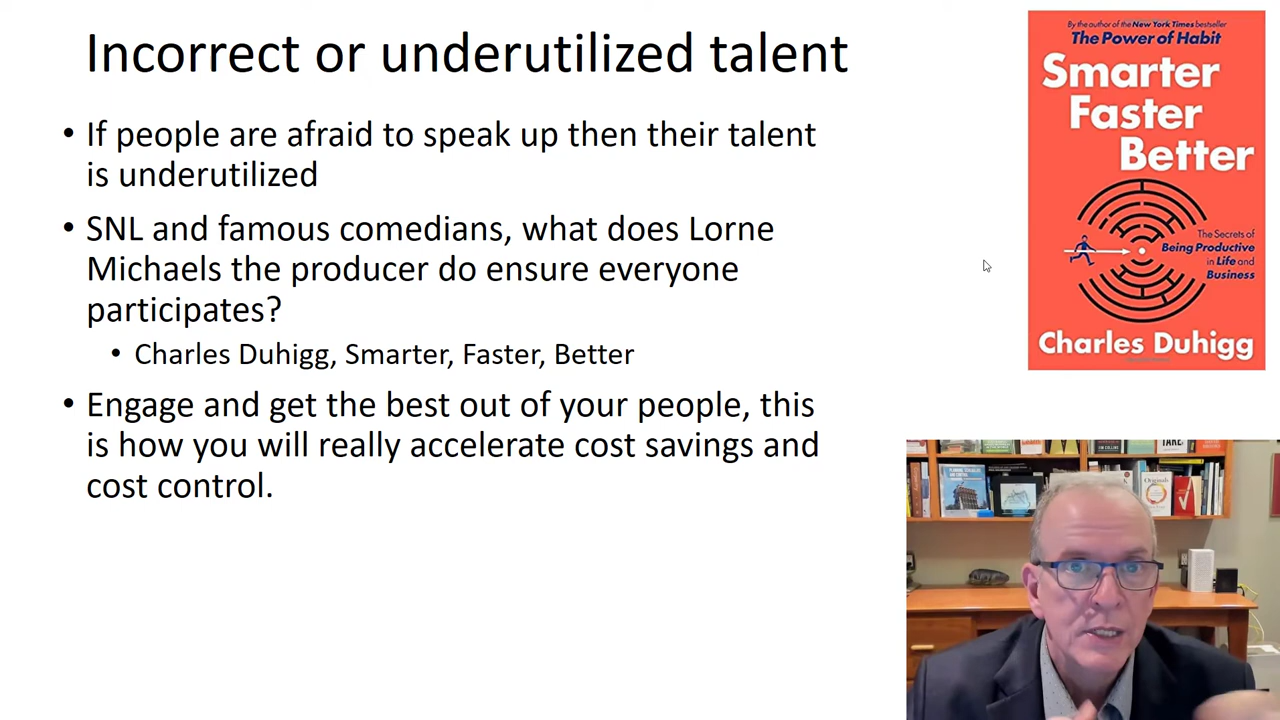 Incorrect or underutilized talent
• If people are afraid to speak up then their talent
is underutilized
• SNL and famous comedians, what does Lorne
Michaels the producer do ensure everyone
participates?
• Charles Duhigg, Smarter, Faster, Better
• Engage and get the best out of your people, this
is how you will really accelerate cost savings and
cost control.
By the author of the New York Times bestseller
The Power of Habit
Smarter
Faster
Better
The Secrets of
Being Productive
in Life and
Business
Charles Duhigg
TAKE
Originals